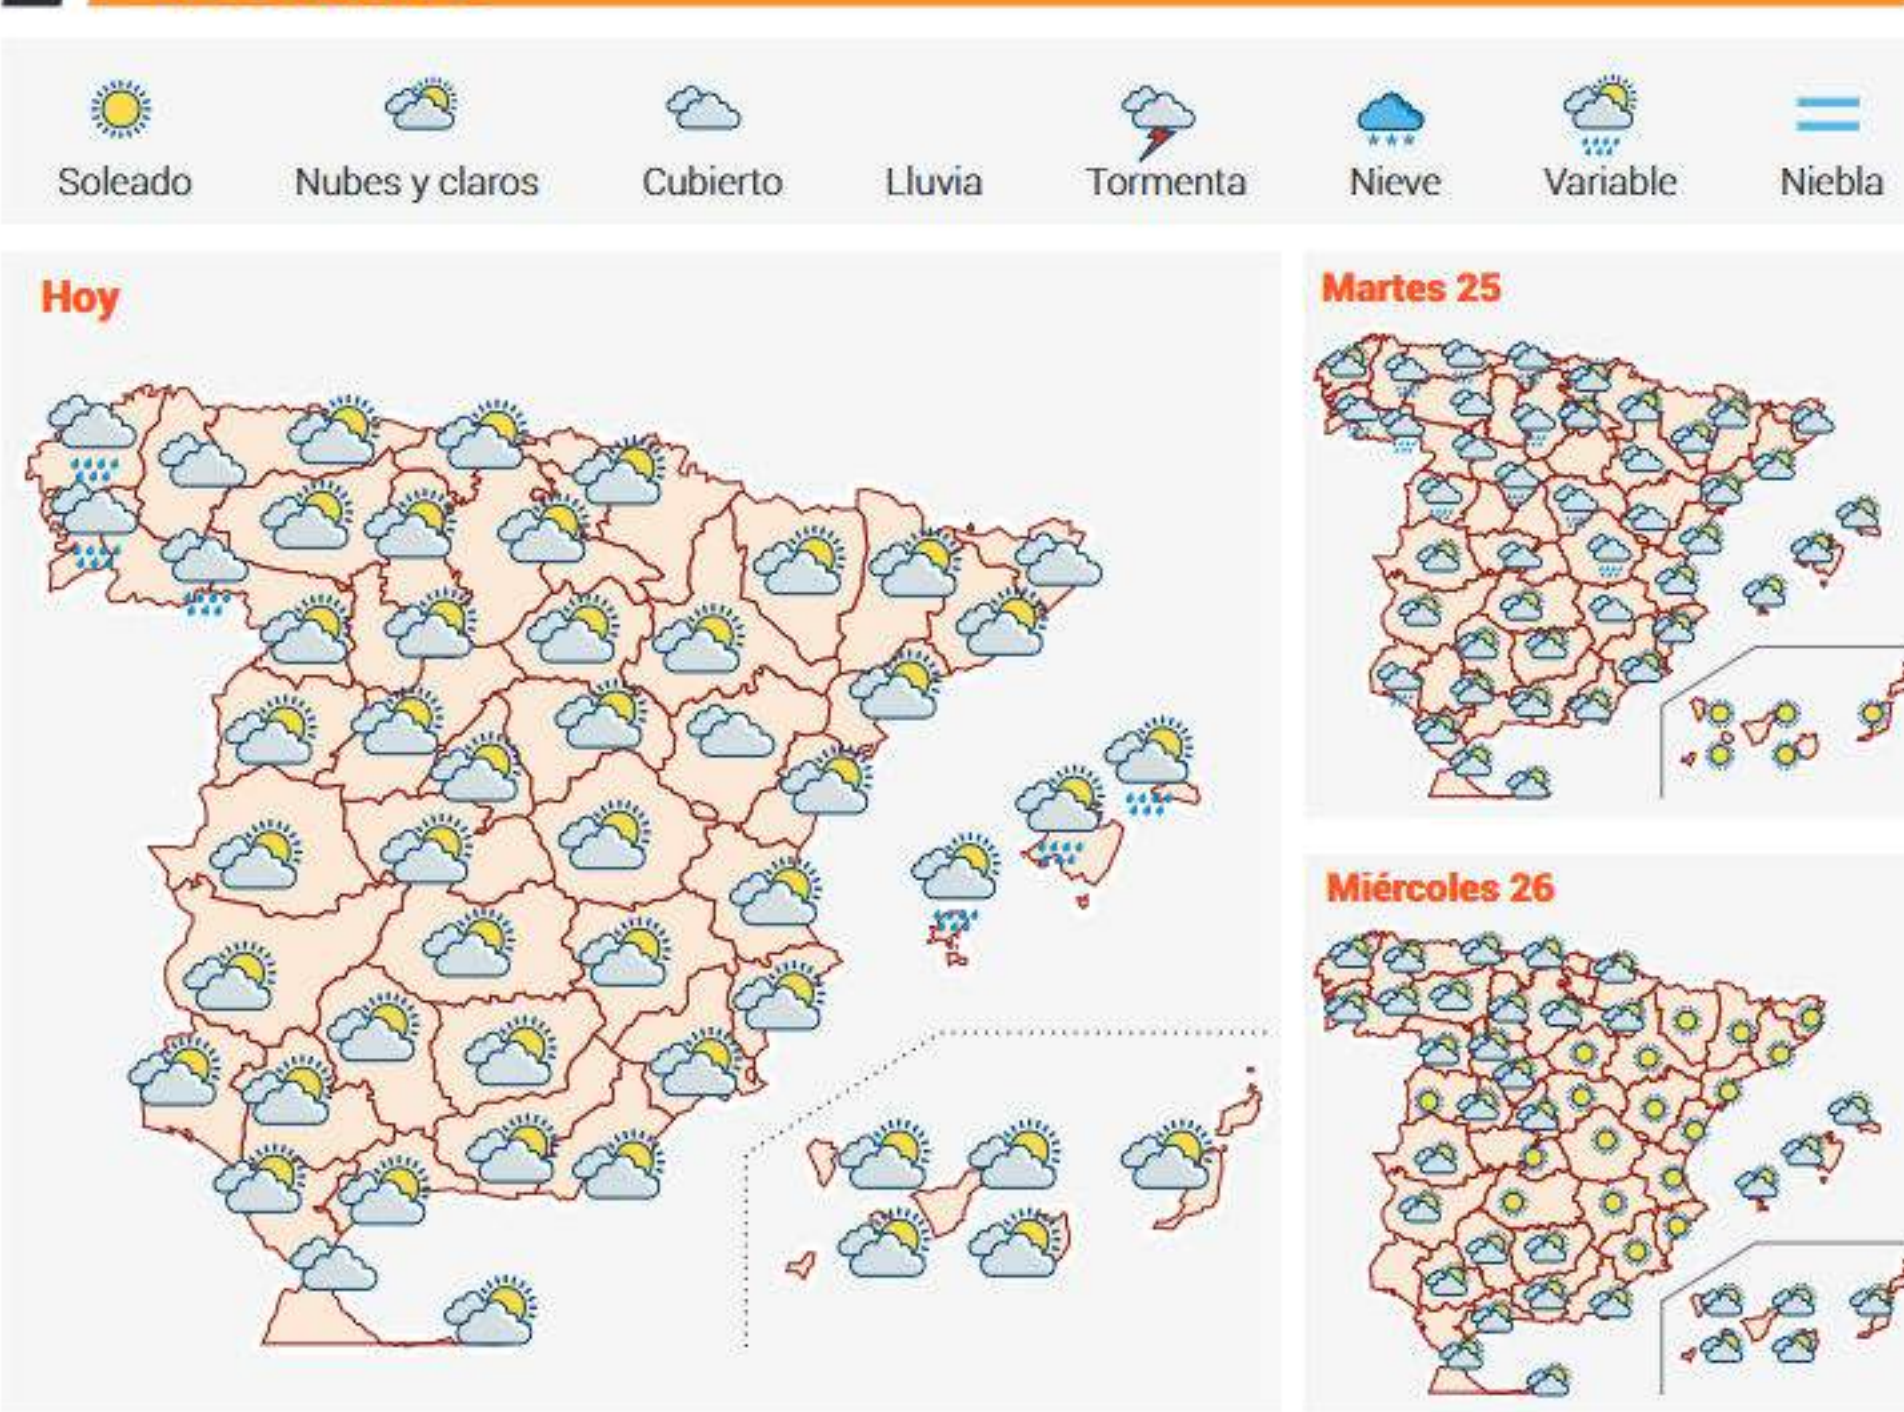 Soleado Nubes y claros Cubierto Lluvia Tormenta Nieve Variable Niebla
Hoy
Martes 25
Miércoles 26